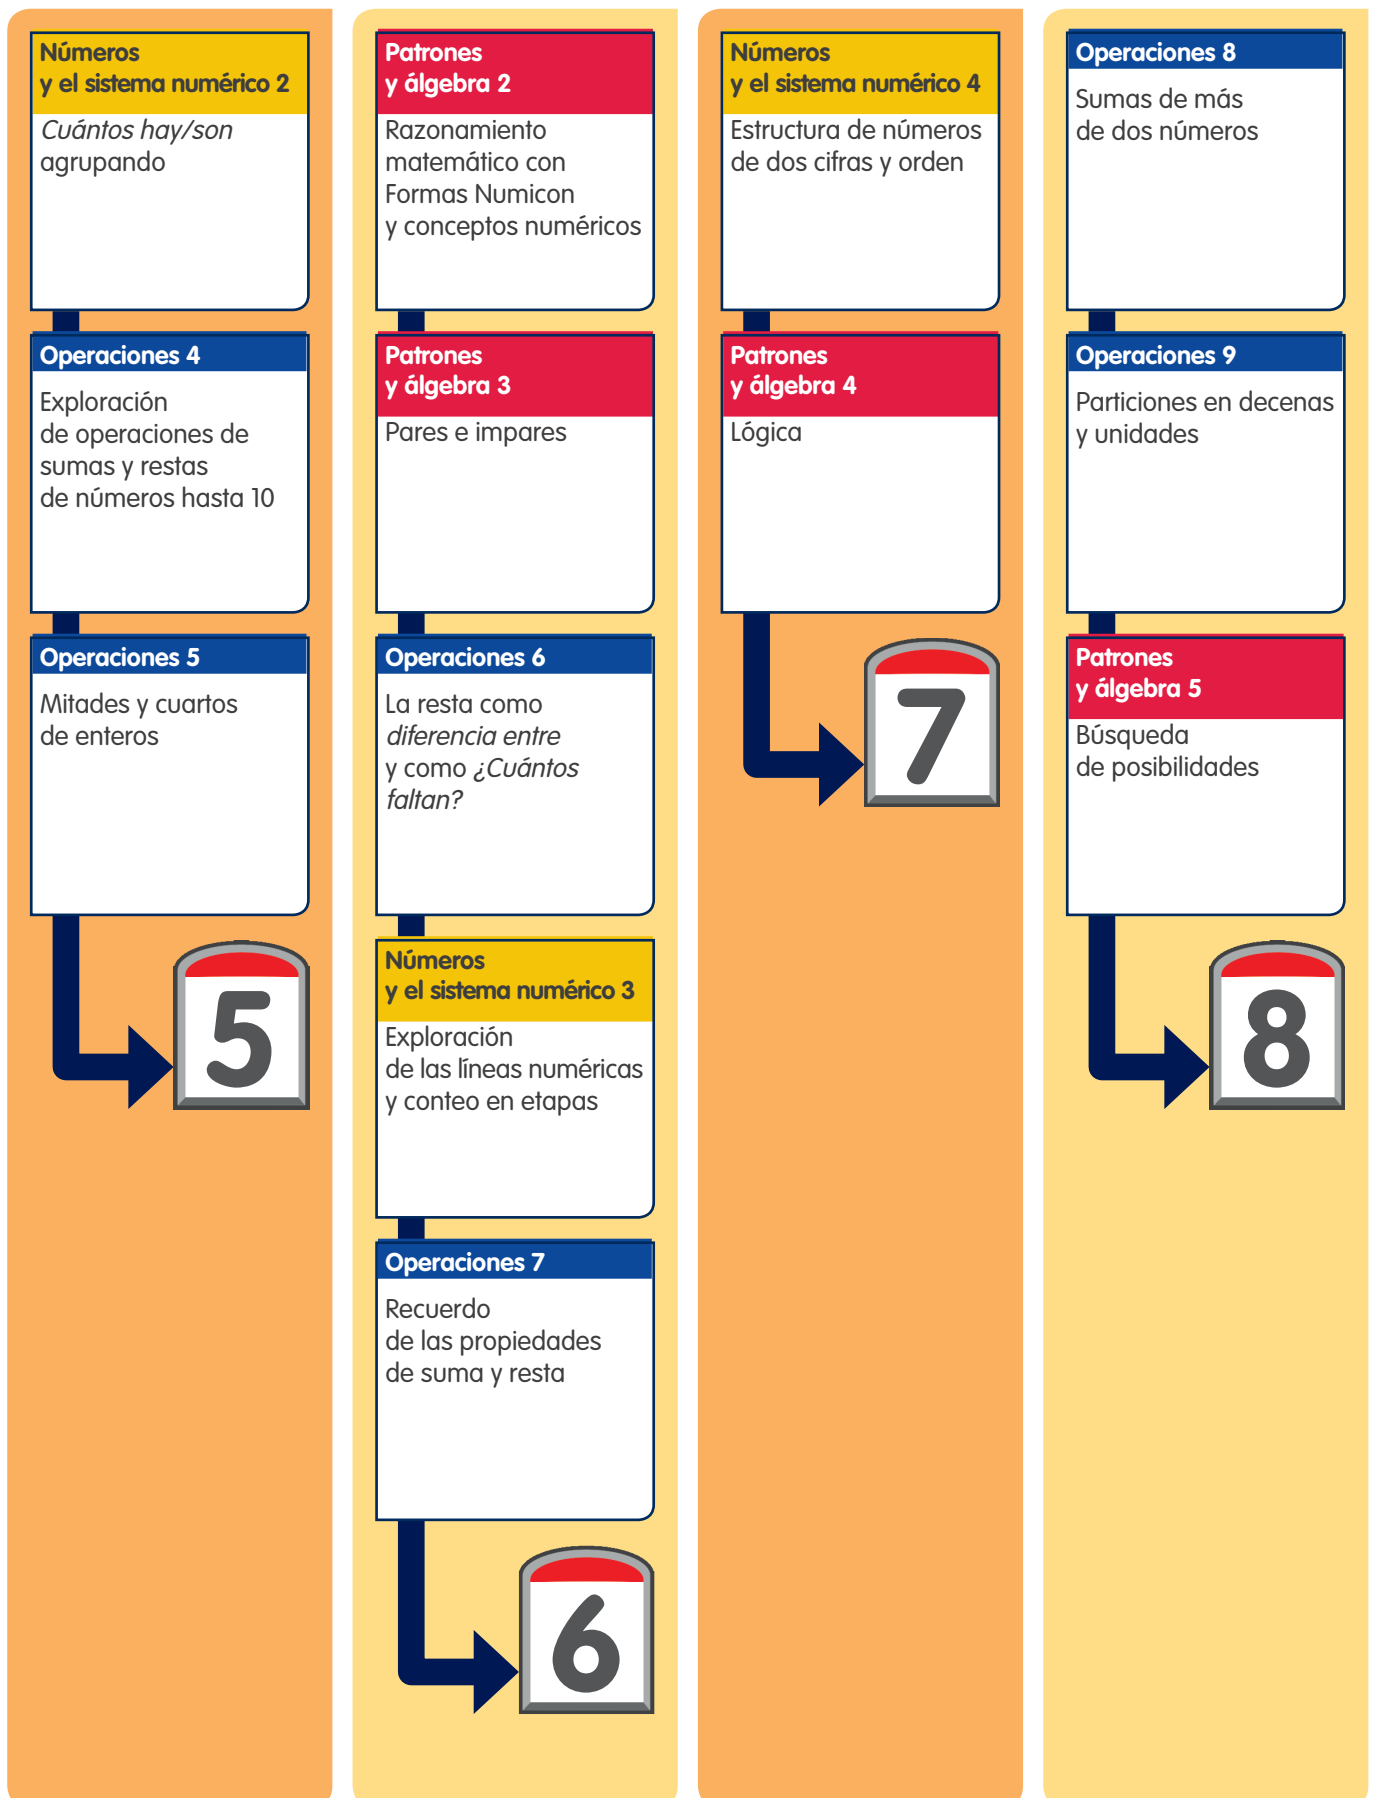 Números
y el sistema numérico 2
Cuántos hay/son
agrupando
Operaciones 4
Exploración
de operaciones de
sumas y restas
de números hasta 10
Operaciones 5
Mitades y cuartos
de enteros
5
Patrones
y álgebra 2
Razonamiento
matemático con
Formas Numicon
y conceptos numéricos
Patrones
y álgebra 3
Pares e impares
Operaciones 6
La resta como
diferencia entre
y como ¿Cuántos
faltan?
Números
y el sistema numérico 3
Exploración
de las líneas numéricas
y conteo en etapas
Operaciones 7
Recuerdo
de las propiedades
de suma y resta
6
Números
y el sistema numérico 4
Estructura de números
de dos cifras y orden
Patrones
y álgebra 4
Lógica
7
Operaciones 8
Sumas de más
de dos números
Operaciones 9
Particiones en decenas
y unidades
Patrones
y álgebra 5
Búsqueda
de posibilidades
8